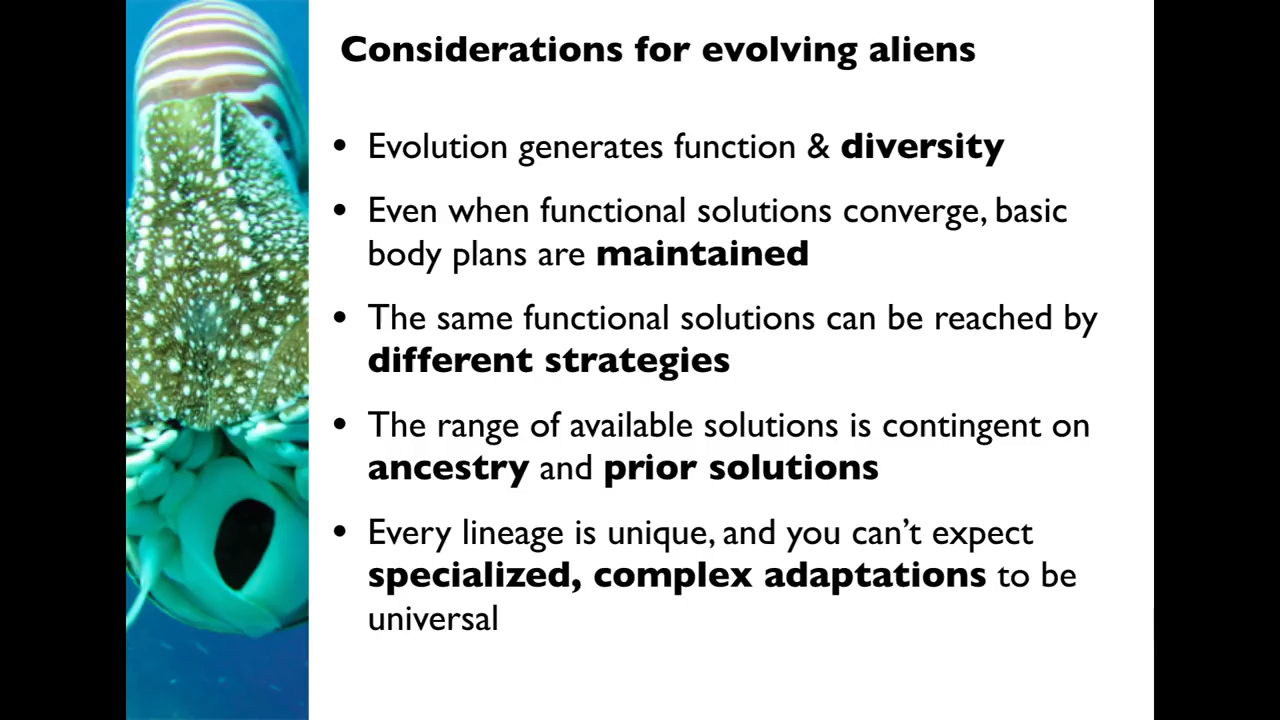 Considerations for evolving aliens
• Evolution generates function & diversity
• Even when functional solutions converge, basic
body plans are maintained
• The same functional solutions can be reached by
different strategies
• The range of available solutions is contingent on
ancestry and prior solutions
• Every lineage is unique, and you can’t expect
specialized, complex adaptations to be
universal